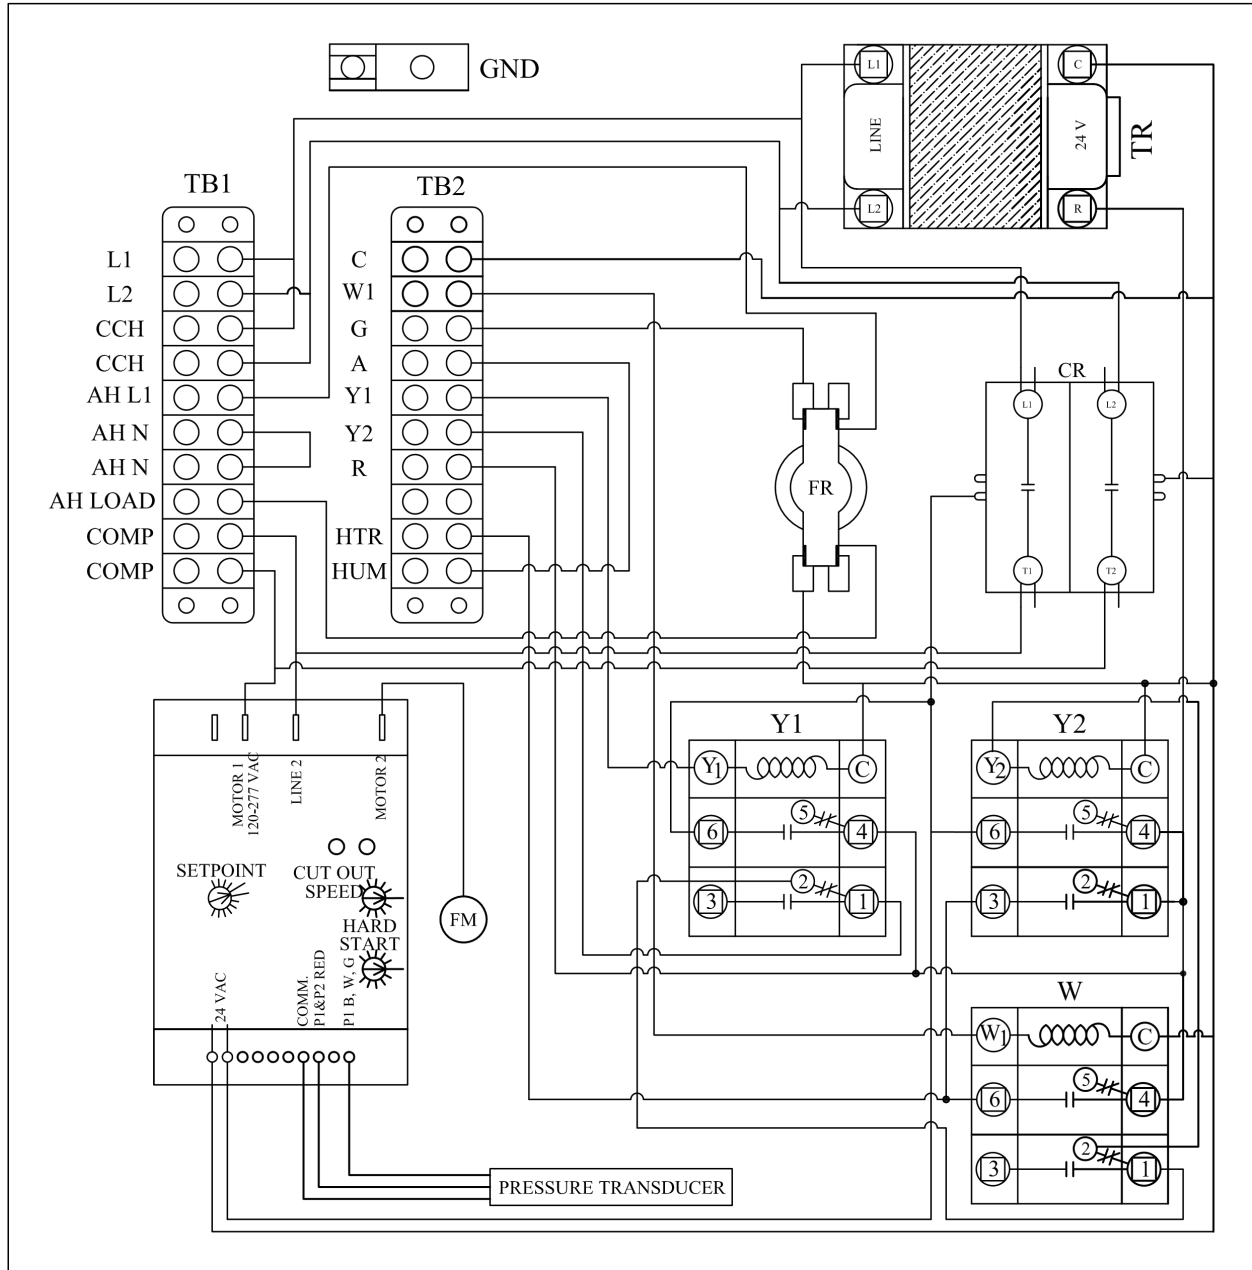 GND
L1
C
LINE
24 V
TR
L2
R
TB1
TB2
L1
L2
CCH
CCH
AH L1
AH N
AH N
AH LOAD
COMP
COMP
C
W1
G
A
Y1
Y2
R
HTR
HUM
FR
CR
L1
L2
T1
T2
MOTOR 1
120-277 VAC
LINE 2
MOTOR 2
SETPOINT
CUT OUT
SPEED
HARD
START
24 VAC
COMM.
P1&P2 RED
P1 B, W, G
FM
PRESSURE TRANSDUCER
Y1
Y1
C
6
5
4
3
2
1
Y2
Y2
C
6
5
4
3
2
1
W
W1
C
6
5
4
3
2
1